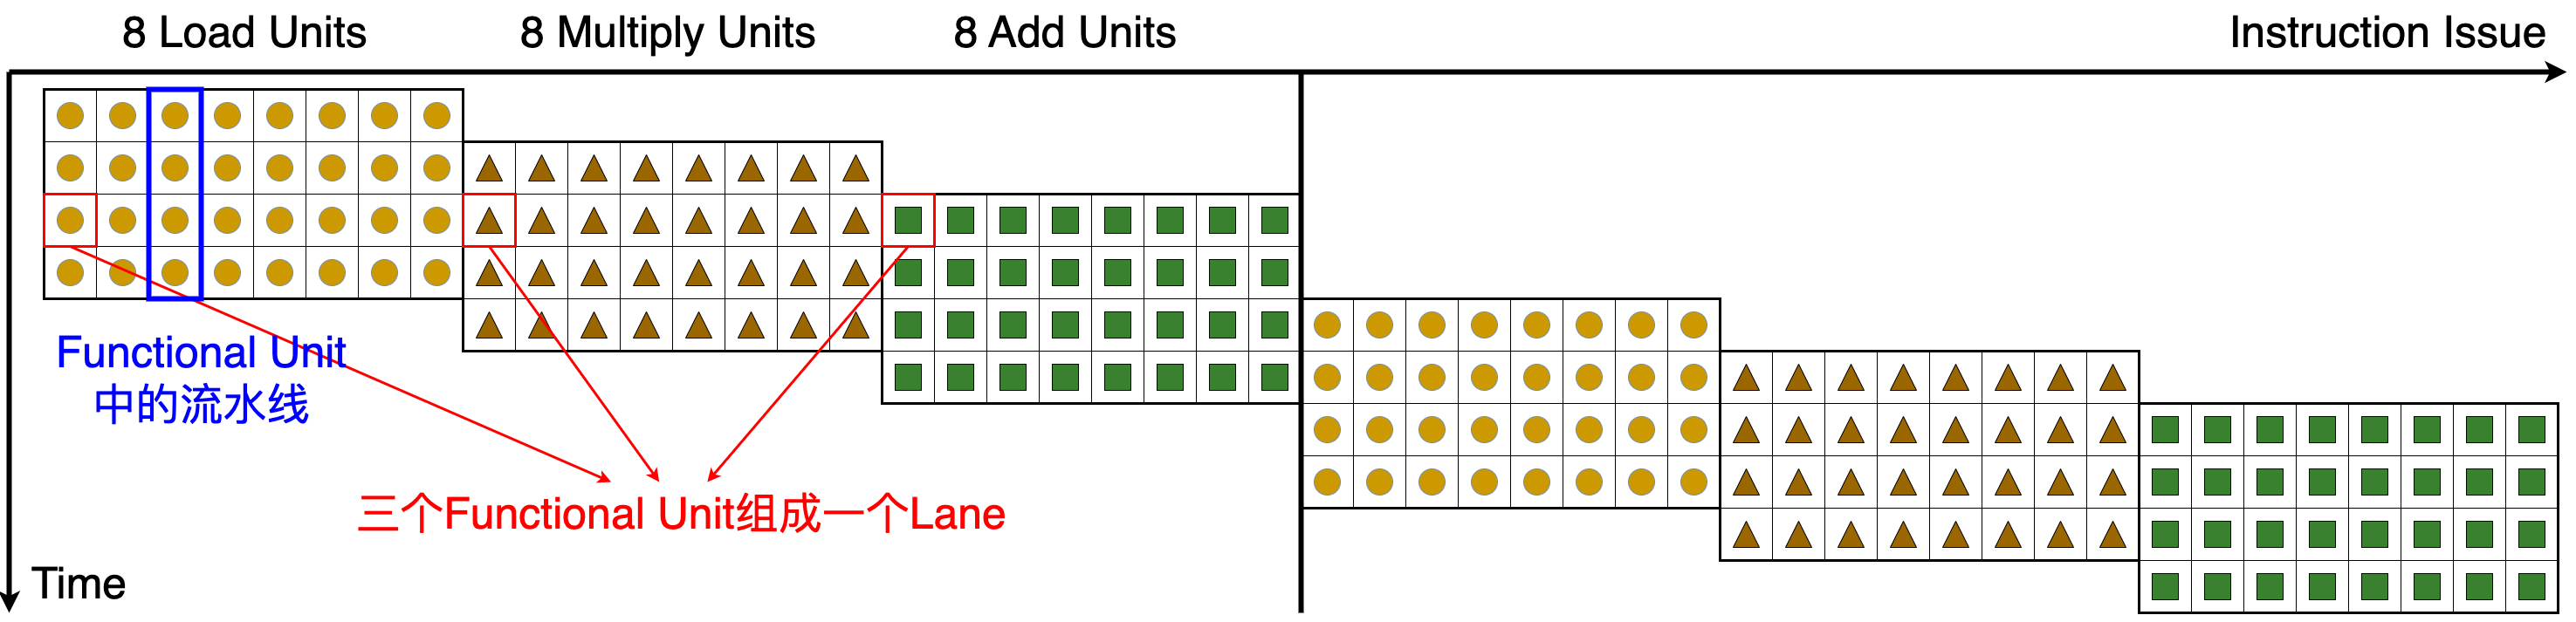 8 Load Units
8 Multiply Units
8 Add Units
Instruction Issue
Functional Unit
中的流水线
三个Functional Unit组成一个Lane
Time